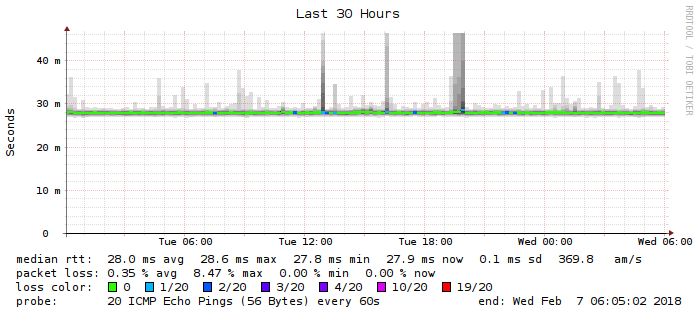 Last 30 Hours
RRDTOOL / TOBI OETIKER
Seconds
40 m
30 m
20 m
10 m
0
Tue 06:00 Tue 12:00 Tue 18:00 Wed 00:00 Wed 06:00
median rtt: 28.0 ms avg 28.6 ms max 27.8 ms min 27.9 ms now 0.1 ms sd 369.8 am/s
packet loss: 0.35 % avg 8.47 % max 0.00 % min 0.00 % now
loss color: 0 1/20 2/20 3/20 4/20 10/20 19/20
probe: 20 ICMP Echo Pings (56 Bytes) every 60s end: Wed Feb 7 06:05:02 2018